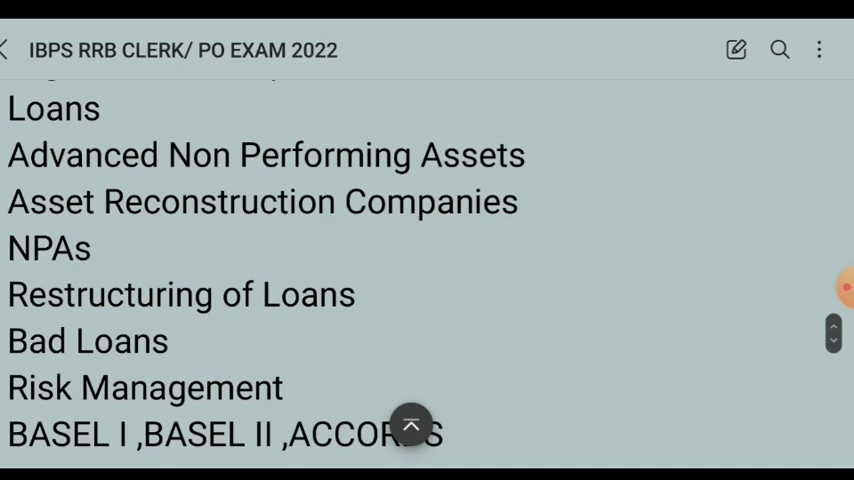 IBPS RRB CLERK/ PO EXAM 2022
Loans
Advanced Non Performing Assets
Asset Reconstruction Companies
NPAs
Restructuring of Loans
Bad Loans
Risk Management
BASEL I ,BASEL II ,ACCORDS